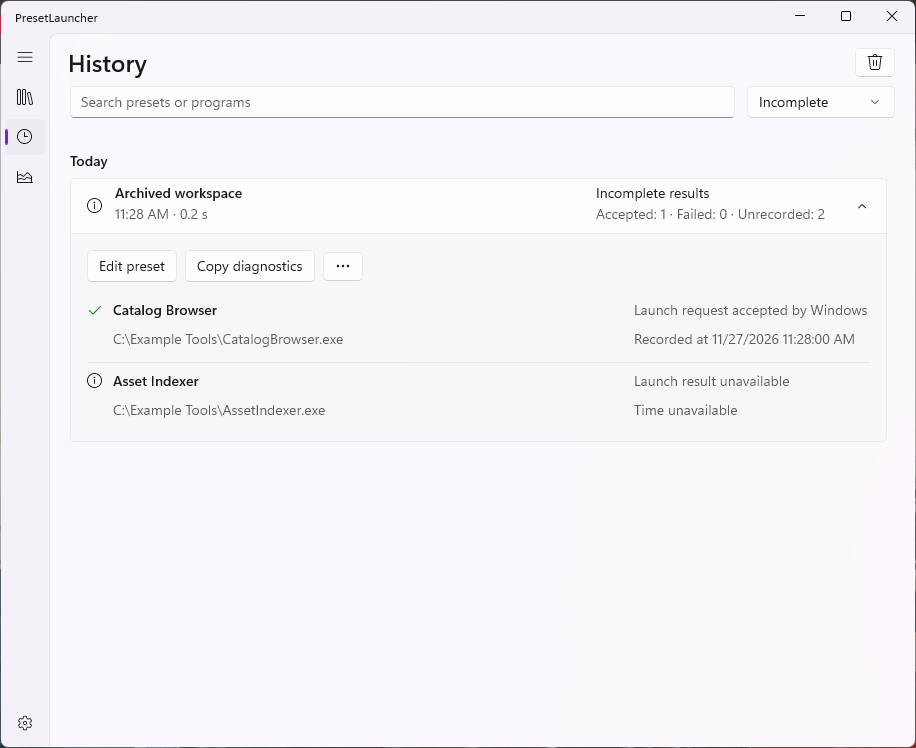 PresetLauncher
History
Search presets or programs
Incomplete
Today
Archived workspace
Incomplete results
11:28 AM · 0.2 s
Accepted: 1 · Failed: 0 · Unrecorded: 2
Edit preset
Copy diagnostics
Catalog Browser
Launch request accepted by Windows
C:\Example Tools\CatalogBrowser.exe
Recorded at 11/27/2026 11:28:00 AM
Asset Indexer
Launch result unavailable
C:\Example Tools\AssetIndexer.exe
Time unavailable